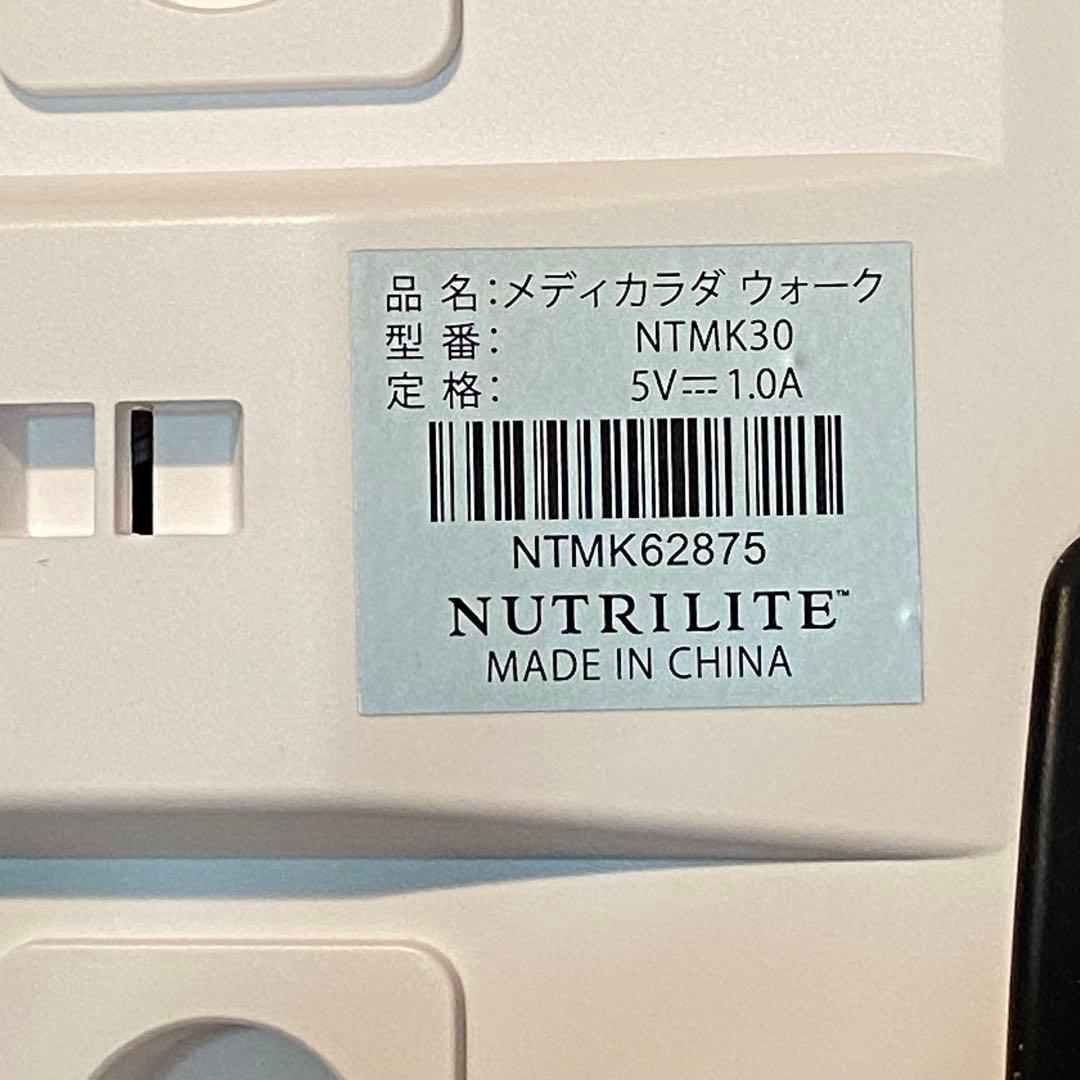 品 名:メディカラダ ウォーク
型 番: NTMK30
定 格: 5V⎓1.0A
NTMK62875
NUTRILITE™
MADE IN CHINA